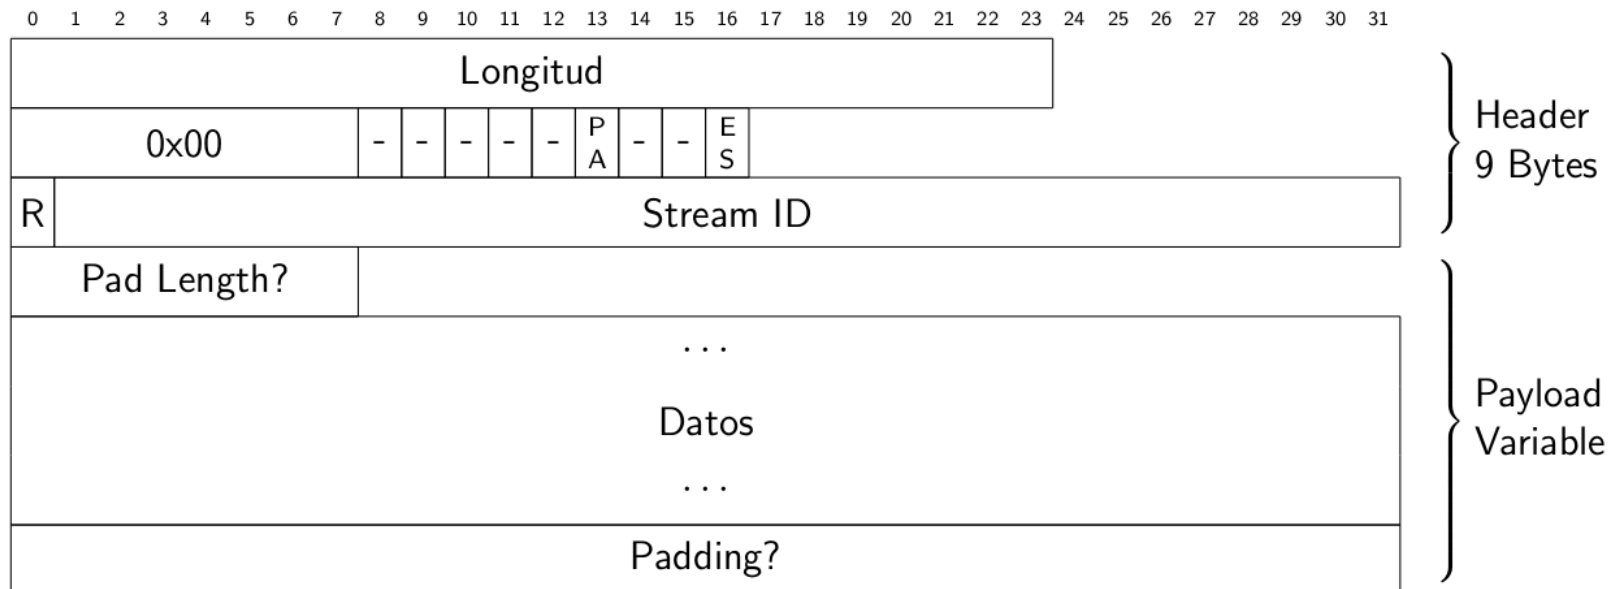 0 1 2 3 4 5 6 7 8 9 10 11 12 13 14 15 16 17 18 19 20 21 22 23 24 25 26 27 28 29 30 31
Longitud
0x00 - - - - - P A - - E S
R Stream ID
Header
9 Bytes
Pad Length?
. . .
Datos
. . .
Padding?
Payload
Variable